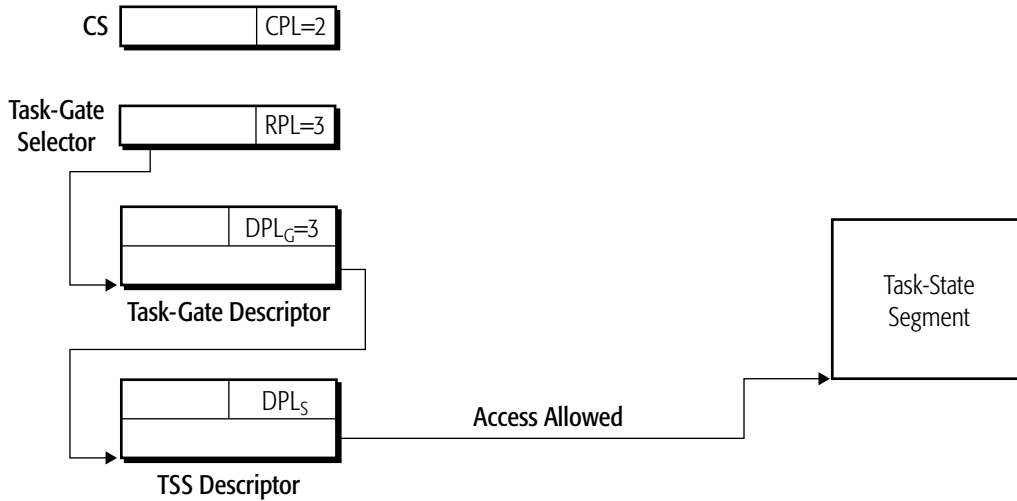 CS
CPL=2
Task-Gate
Selector
RPL=3
DPL_G=3
Task-Gate Descriptor
Task-State
Segment
DPL_S
Access Allowed
TSS Descriptor